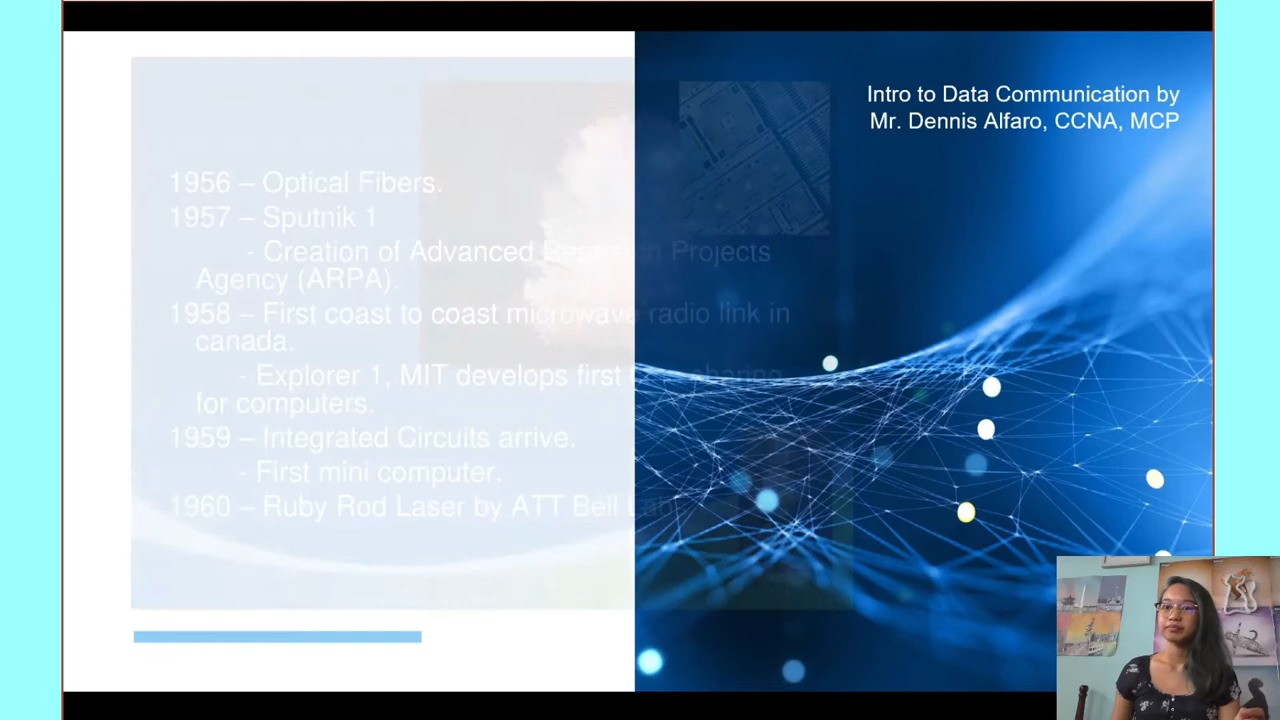 Intro to Data Communication by
Mr. Dennis Alfaro, CCNA, MCP
1956 – Optical Fibers.
1957 – Sputnik 1
- Creation of Advanced Research Projects
Agency (ARPA).
1958 – First coast to coast microwave radio link in
canada.
- Explorer 1, MIT develops first sharing
for computers.
1959 – Integrated Circuits arrive.
- First mini computer.
1960 – Ruby Rod Laser by ATT Bell Lab